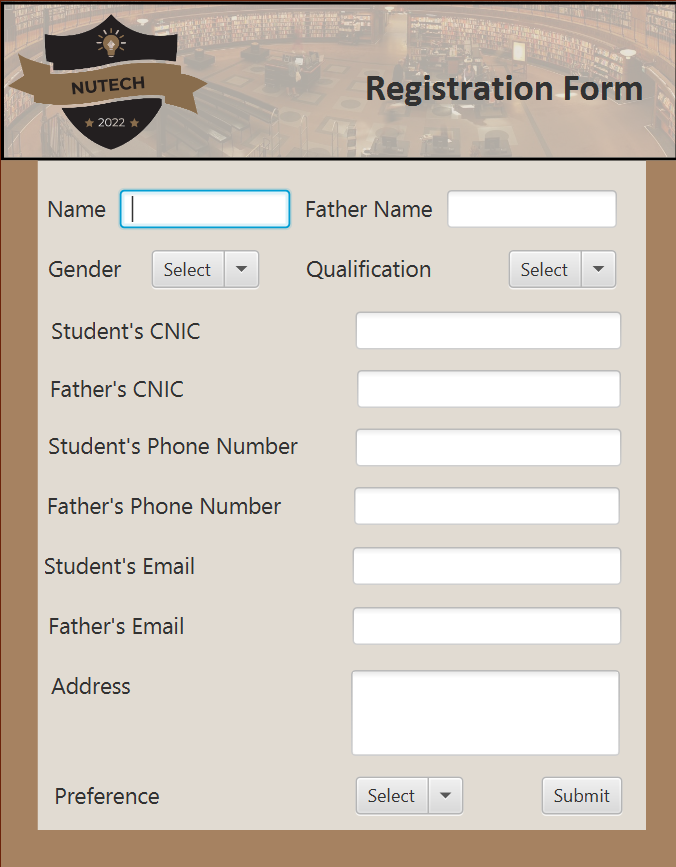 NUTECH
★ 2022 ★
Registration Form
Name Father Name
Gender Select Qualification Select
Student's CNIC
Father's CNIC
Student's Phone Number
Father's Phone Number
Student's Email
Father's Email
Address
Preference Select Submit